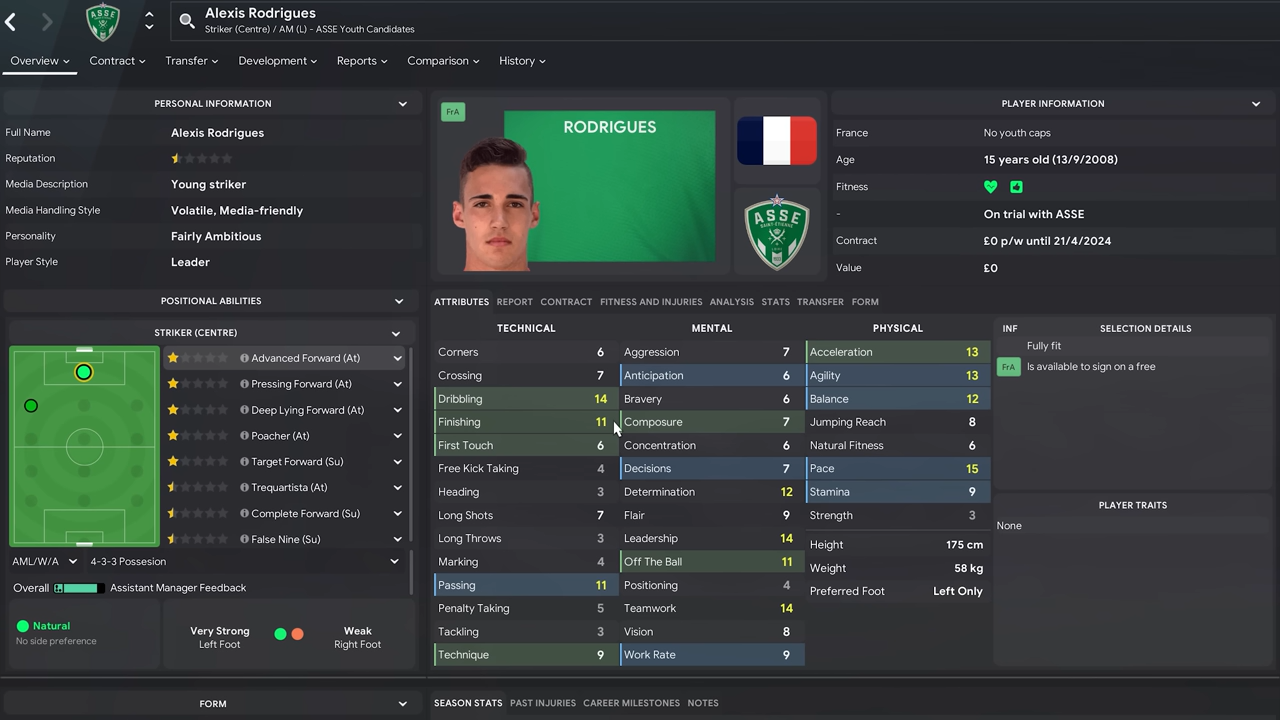 Alexis Rodrigues
Striker (Centre) / AM (L) - ASSE Youth Candidates
Overview Contract Transfer Development Reports Comparison History
PERSONAL INFORMATION
Full Name Alexis Rodrigues
Reputation
Media Description Young striker
Media Handling Style Volatile, Media-friendly
Personality Fairly Ambitious
Player Style Leader
FrA
RODRIGUES
ASSE
PLAYER INFORMATION
France No youth caps
Age 15 years old (13/9/2008)
Fitness
- On trial with ASSE
Contract £0 p/w until 21/4/2024
Value £0
POSITIONAL ABILITIES
STRIKER (CENTRE)
Advanced Forward (At)
Pressing Forward (At)
Deep Lying Forward (At)
Poacher (At)
Target Forward (Su)
Trequartista (At)
Complete Forward (Su)
False Nine (Su)
AML/W/A 4-3-3 Possesion
Overall Assistant Manager Feedback
Natural
No side preference
Very Strong
Left Foot
Weak
Right Foot
FORM
ATTRIBUTES REPORT CONTRACT FITNESS AND INJURIES ANALYSIS STATS TRANSFER FORM
TECHNICAL
Corners 6
Crossing 7
Dribbling 14
Finishing 11
First Touch 6
Free Kick Taking 4
Heading 3
Long Shots 7
Long Throws 3
Marking 4
Passing 11
Penalty Taking 5
Tackling 3
Technique 9
MENTAL
Aggression 7
Anticipation 6
Bravery 6
Composure 7
Concentration 6
Decisions 7
Determination 12
Flair 9
Leadership 14
Off The Ball 11
Positioning 4
Teamwork 14
Vision 8
Work Rate 9
PHYSICAL
Acceleration 13
Agility 13
Balance 12
Jumping Reach 8
Natural Fitness 6
Pace 15
Stamina 9
Strength 3
Height 175 cm
Weight 58 kg
Preferred Foot Left Only
INF SELECTION DETAILS
Fully fit
FrA Is available to sign on a free
PLAYER TRAITS
None
SEASON STATS PAST INJURIES CAREER MILESTONES NOTES